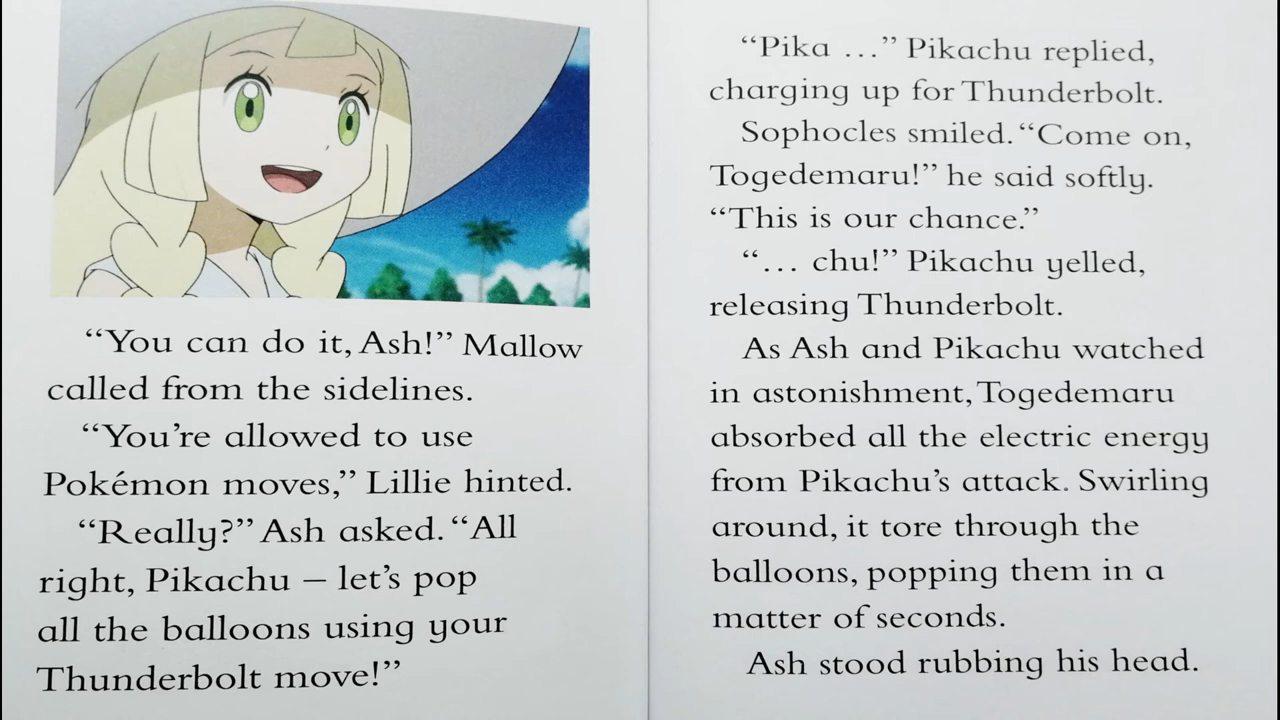 “You can do it, Ash!” Mallow
called from the sidelines.
“You’re allowed to use
Pokémon moves,” Lillie hinted.
“Really?” Ash asked. “All
right, Pikachu – let’s pop
all the balloons using your
Thunderbolt move!”
“Pika ...” Pikachu replied,
charging up for Thunderbolt.
Sophocles smiled. “Come on,
Togedemaru!” he said softly.
“This is our chance.”
“... chu!” Pikachu yelled,
releasing Thunderbolt.
As Ash and Pikachu watched
in astonishment, Togedemaru
absorbed all the electric energy
from Pikachu’s attack. Swirling
around, it tore through the
balloons, popping them in a
matter of seconds.
Ash stood rubbing his head.